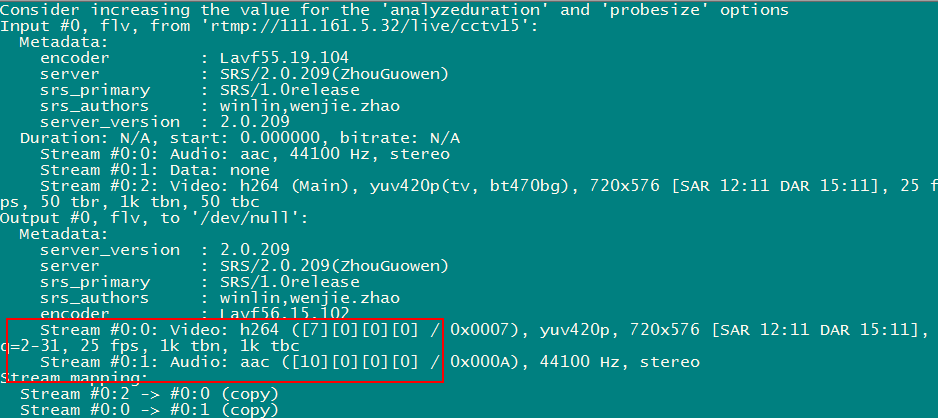 Consider increasing the value for the 'analyzeduration' and 'probesize' options
Input #0, flv, from 'rtmp://111.161.5.32/live/cctv15':
  Metadata:
    encoder         : Lavf55.19.104
    server          : SRS/2.0.209(ZhouGuowen)
    srs_primary     : SRS/1.0release
    srs_authors     : winlin,wenjie.zhao
    server_version  : 2.0.209
  Duration: N/A, start: 0.000000, bitrate: N/A
    Stream #0:0: Audio: aac, 44100 Hz, stereo
    Stream #0:1: Data: none
    Stream #0:2: Video: h264 (Main), yuv420p(tv, bt470bg), 720x576 [SAR 12:11 DAR 15:11], 25 f
ps, 50 tbr, 1k tbn, 50 tbc
Output #0, flv, to '/dev/null':
  Metadata:
    server_version  : 2.0.209
    server          : SRS/2.0.209(ZhouGuowen)
    srs_primary     : SRS/1.0release
    srs_authors     : winlin,wenjie.zhao
    encoder         : Lavf56.15.102
    Stream #0:0: Video: h264 ([7][0][0][0] / 0x0007), yuv420p, 720x576 [SAR 12:11 DAR 15:11],
q=2-31, 25 fps, 1k tbn, 1k tbc
    Stream #0:1: Audio: aac ([10][0][0][0] / 0x000A), 44100 Hz, stereo
Stream mapping:
  Stream #0:2 -> #0:0 (copy)
  Stream #0:0 -> #0:1 (copy)